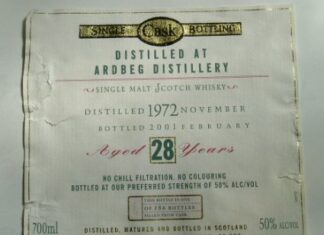 SINGLE Cask BOTTLING
DISTILLED AT
ARDBEG DISTILLERY
SINGLE MALT SCOTCH WHISKY
DISTILLED 1972 NOVEMBER
BOTTLED 2001 FEBRUARY
Aged 28 Years
NO CHILL FILTRATION. NO COLOURING
BOTTLED AT OUR PREFERRED STRENGTH OF 50% ALC/VOL
THIS BOTTLE IS ONE
BOTTLES
FROM CASK
700ml 50% ALC/VOL
DISTILLED, MATURED AND BOTTLED IN SCOTLAND